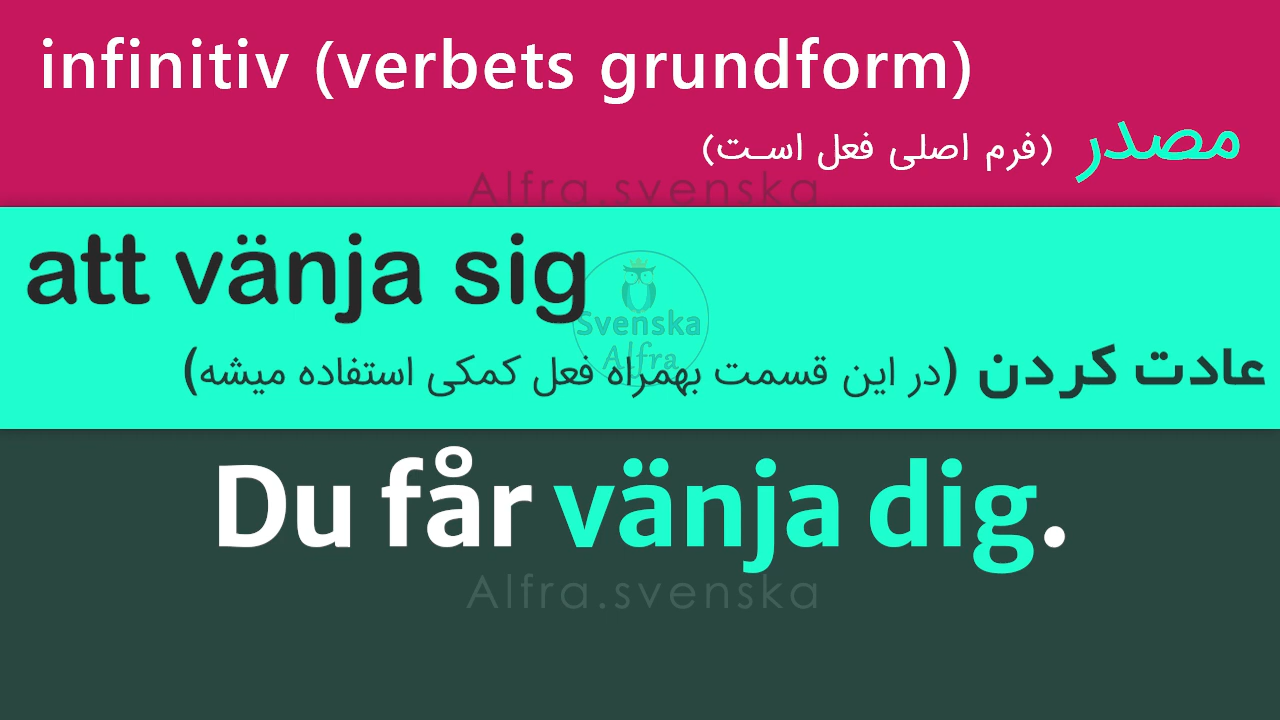 infinitiv (verbets grundform)
مصدر (فرم اصلی فعل است)
Alfra.svenska
att vänja sig
Svenska
Alfra
عادت کردن (در این قسمت بهمراه فعل کمکی استفاده میشه)
Du får vänja dig.
Alfra.svenska